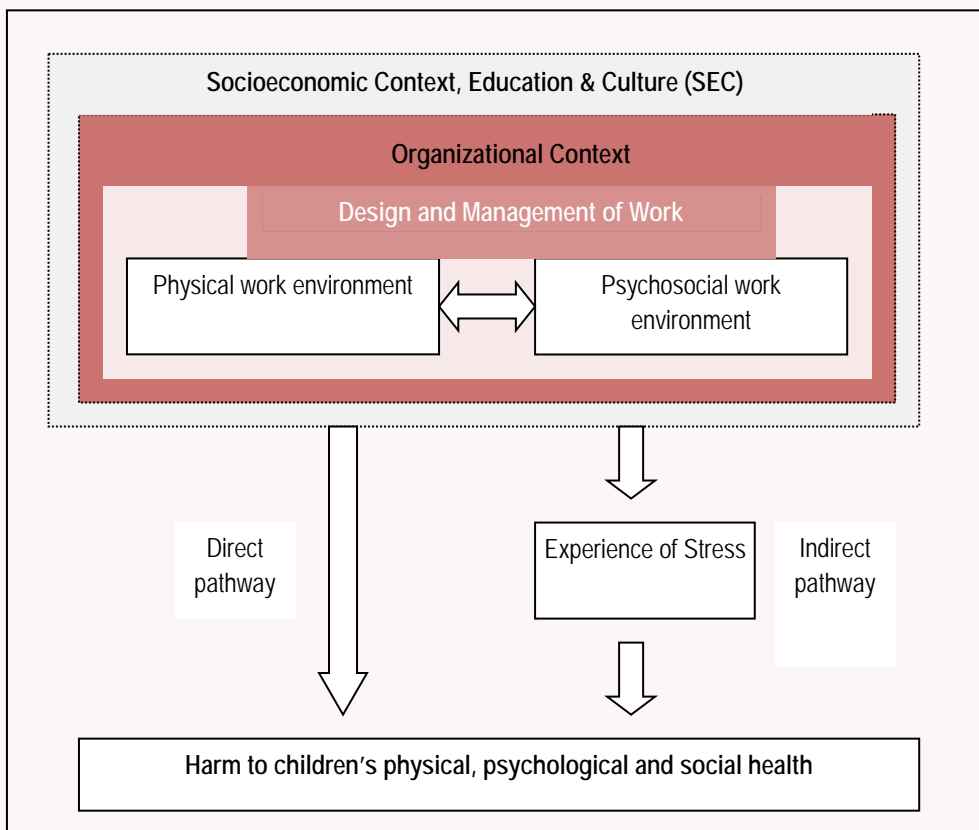 Socioeconomic Context, Education & Culture (SEC)
Organizational Context
Design and Management of Work
Physical work environment
Psychosocial work
environment
Direct
pathway
Experience of Stress
Indirect
pathway
Harm to children's physical, psychological and social health